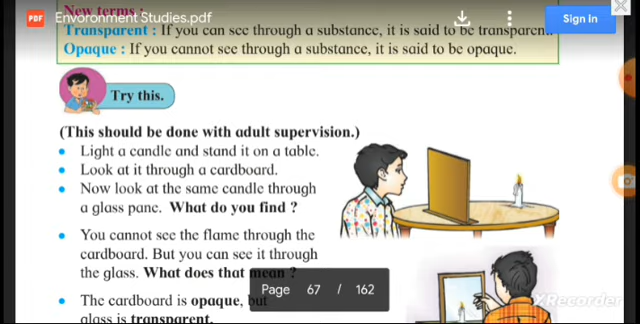 New terms :
PDF Envoronment Studies.pdf
Sign in
Transparent : If you can see through a substance, it is said to be transparent.
Opaque : If you cannot see through a substance, it is said to be opaque.
Try this.
(This should be done with adult supervision.)
• Light a candle and stand it on a table.
• Look at it through a cardboard.
• Now look at the same candle through
a glass pane. What do you find ?
• You cannot see the flame through the
cardboard. But you can see it through
the glass. What does that mean ?
Page 67 / 162
• The cardboard is opaque, but
glass is transparent.
XRecorder